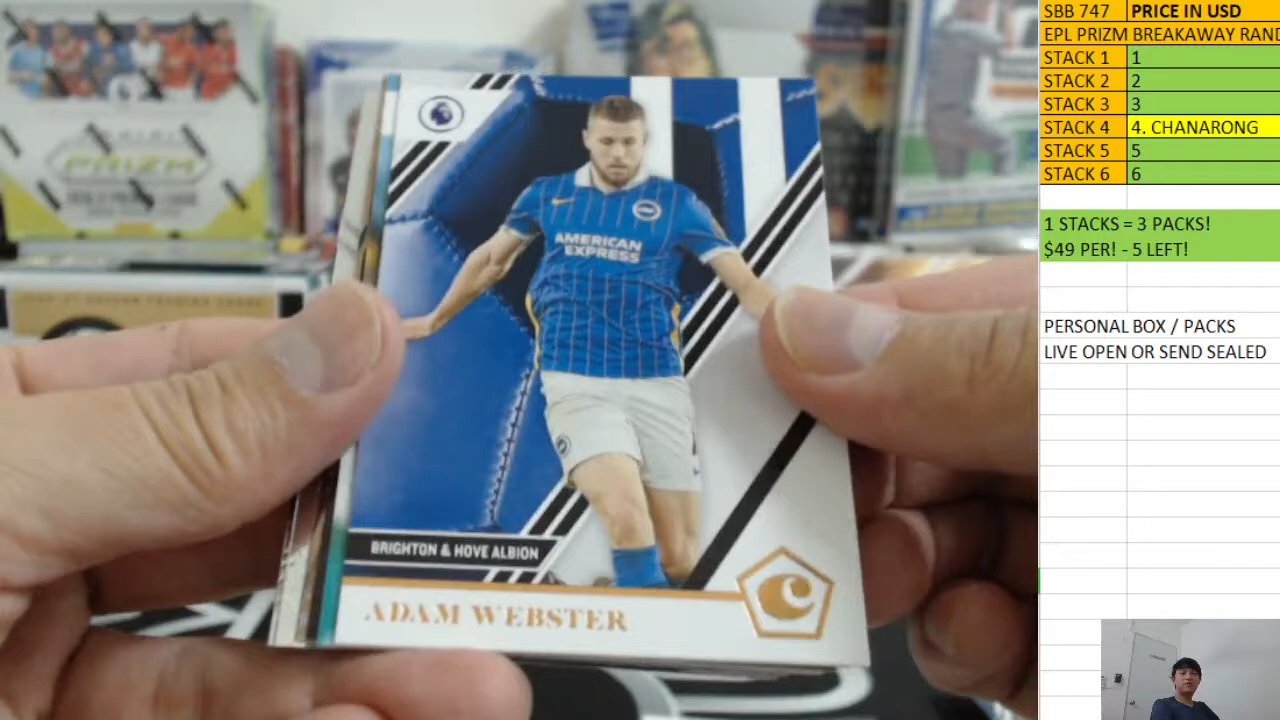 PRIZM
AMERICAN
EXPRESS
BRIGHTON & HOVE ALBION
ADAM WEBSTER
C
SBB 747 PRICE IN USD
EPL PRIZM BREAKAWAY RAND
STACK 1 1
STACK 2 2
STACK 3 3
STACK 4 4. CHANARONG
STACK 5 5
STACK 6 6
1 STACKS = 3 PACKS!
$49 PER! - 5 LEFT!
PERSONAL BOX / PACKS
LIVE OPEN OR SEND SEALED